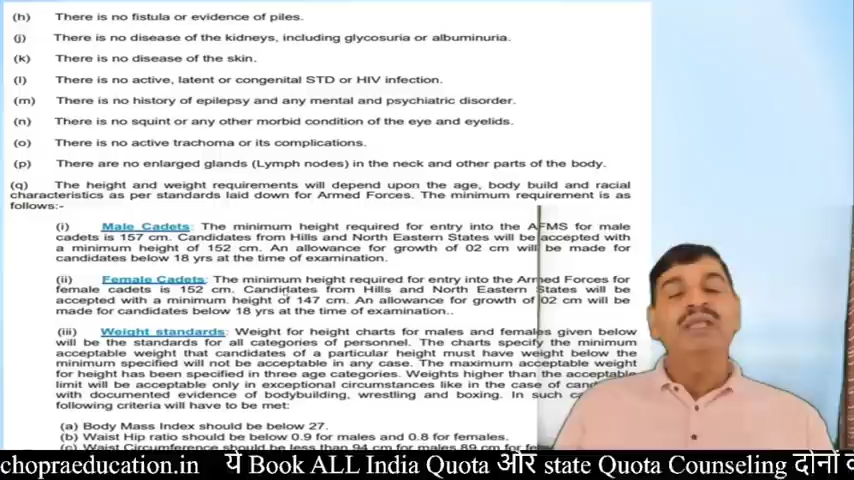 (h) There is no fistula or evidence of piles.
(j) There is no disease of the kidneys, including glycosuria or albuminuria.
(k) There is no disease of the skin.
(l) There is no active, latent or congenital STD or HIV infection.
(m) There is no history of epilepsy and any mental and psychiatric disorder.
(n) There is no squint or any other morbid condition of the eye and eyelids.
(o) There is no active trachoma or its complications.
(p) There are no enlarged glands (Lymph nodes) in the neck and other parts of the body.
(q) The height and weight requirements will depend upon the age, body build and racial
characteristics as per standards laid down for Armed Forces. The minimum requirement is as
follows:-
(i) Male Cadets: The minimum height required for entry into the AFMS for male
cadets is 157 cm. Candidates from Hills and North Eastern States will be accepted with
a minimum height of 152 cm. An allowance for growth of 02 cm will be made for
candidates below 18 yrs at the time of examination.
(ii) Female Cadets: The minimum height required for entry into the Armed Forces for
female cadets is 152 cm. Candidates from Hills and North Eastern States will be
accepted with a minimum height of 147 cm. An allowance for growth of 02 cm will be
made for candidates below 18 yrs at the time of examination..
(iii) Weight standards: Weight for height charts for males and females given below
will be the standards for all categories of personnel. The charts specify the minimum
acceptable weight that candidates of a particular height must have weight below the
minimum specified will not be acceptable in any case. The maximum acceptable weight
for height has been specified in three age categories. Weights higher than the acceptable
limit will be acceptable only in exceptional circumstances like in the case of
with documented evidence of bodybuilding, wrestling and boxing. In such
following criteria will have to be met:
(a) Body Mass Index should be below 27.
(b) Waist Hip ratio should be below 0.9 for males and 0.8 for females.
(c) Waist Circumference should be less than 94 cm for males 89 cm for
chopraeducation.in ये Book ALL India Quota और state Quota Counseling दोनों